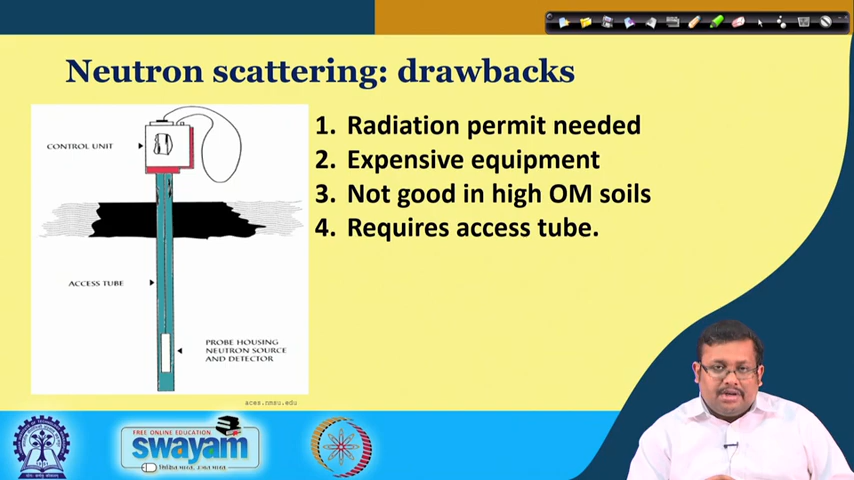 Neutron scattering: drawbacks
CONTROL UNIT
ACCESS TUBE
PROBE HOUSING
NEUTRON SOURCE
AND DETECTOR
aces.nmsu.edu
1. Radiation permit needed
2. Expensive equipment
3. Not good in high OM soils
4. Requires access tube.
FREE ONLINE EDUCATION
swayam